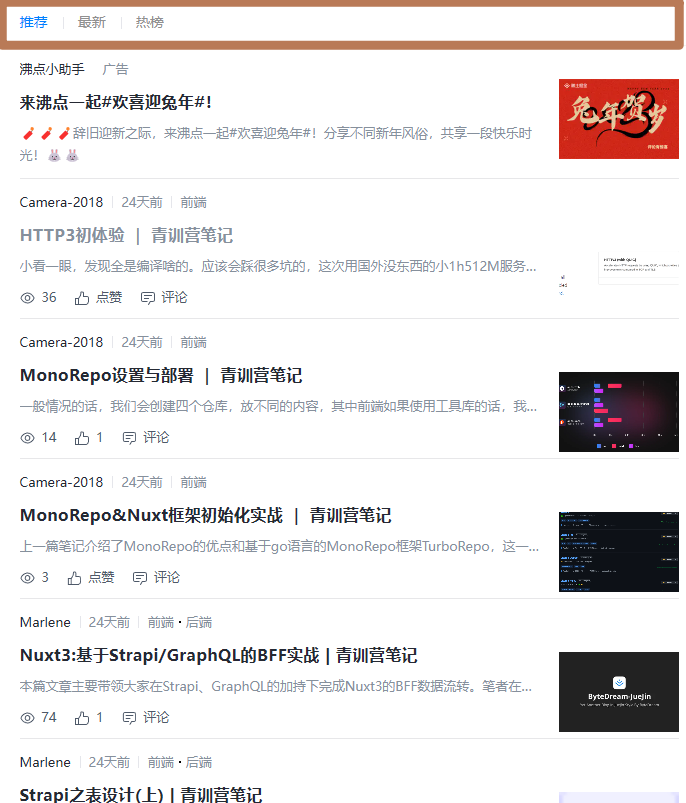 推荐 最新 热榜
沸点小助手 广告
来沸点一起#欢喜迎兔年#！
🧨🧨🧨辞旧迎新之际，来沸点一起#欢喜迎兔年#！分享不同新年风俗，共享一段快乐时
光！🐰🐰
兔年贺岁
Camera-2018 24天前 前端
HTTP3初体验 ｜ 青训营笔记
小看一眼，发现全是编译啥的。应该会踩很多坑的，这次用国外没东西的小1h512M服务...
36 点赞 评论
Camera-2018 24天前 前端
MonoRepo设置与部署 ｜ 青训营笔记
一般情况的话，我们会创建四个仓库，放不同的内容，其中前端如果使用工具库的话，我...
14 1 评论
Camera-2018 24天前 前端
MonoRepo&Nuxt框架初始化实战 ｜ 青训营笔记
上一篇笔记介绍了MonoRepo的优点和基于go语言的MonoRepo框架TurboRepo，这一...
3 点赞 评论
Marlene 24天前 前端·后端
Nuxt3:基于Strapi/GraphQL的BFF实战 | 青训营笔记
本篇文章主要带领大家在Strapi、GraphQL的加持下完成Nuxt3的BFF数据流转。笔者在...
ByteDream-JueJin
74 1 评论
Marlene 24天前 前端·后端
Strapi之表设计(上) | 青训营笔记